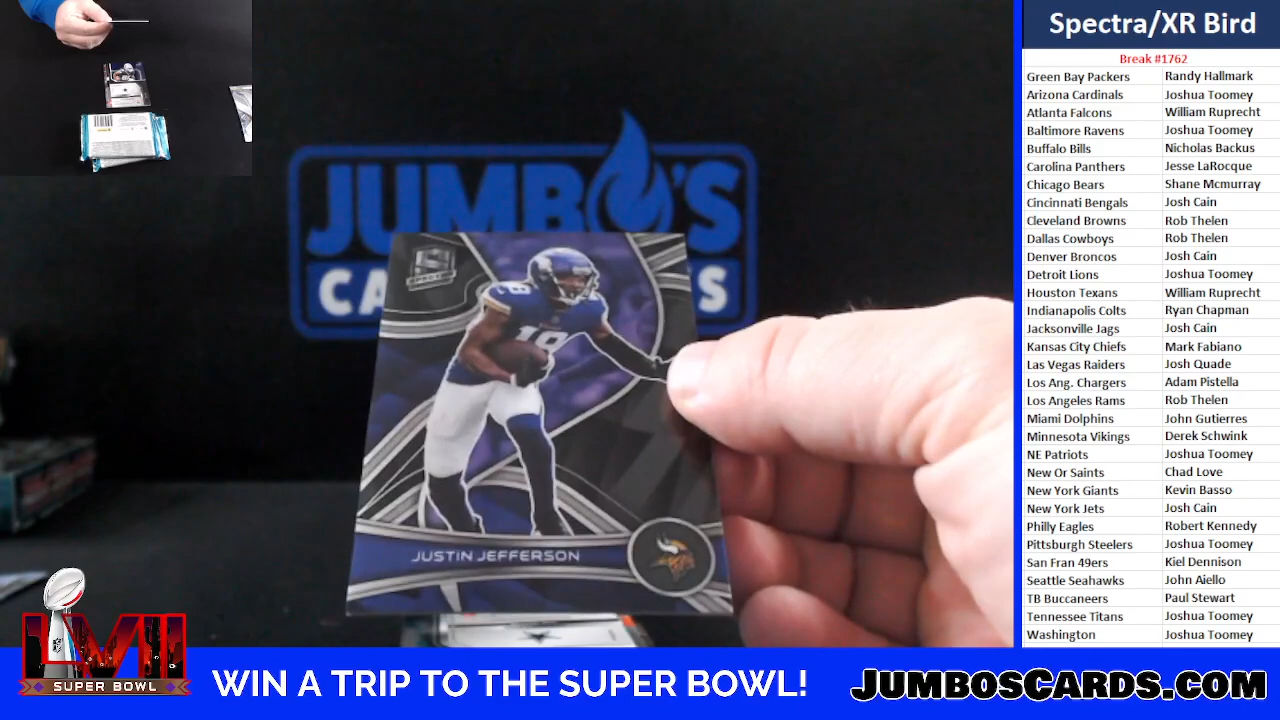 Spectra/XR Bird
Break #1762
Green Bay Packers Randy Hallmark
Arizona Cardinals Joshua Toomey
Atlanta Falcons William Ruprecht
Baltimore Ravens Joshua Toomey
Buffalo Bills Nicholas Backus
Carolina Panthers Jesse LaRocque
Chicago Bears Shane Mcmurray
Cincinnati Bengals Josh Cain
Cleveland Browns Rob Thelen
Dallas Cowboys Rob Thelen
Denver Broncos Josh Cain
Detroit Lions Joshua Toomey
Houston Texans William Ruprecht
Indianapolis Colts Ryan Chapman
Jacksonville Jags Josh Cain
Kansas City Chiefs Mark Fabiano
Las Vegas Raiders Josh Quade
Los Ang. Chargers Adam Pistella
Los Angeles Rams Rob Thelen
Miami Dolphins John Gutierres
Minnesota Vikings Derek Schwink
NE Patriots Joshua Toomey
New Or Saints Chad Love
New York Giants Kevin Basso
New York Jets Josh Cain
Philly Eagles Robert Kennedy
Pittsburgh Steelers Joshua Toomey
San Fran 49ers Kiel Dennison
Seattle Seahawks John Aiello
TB Buccaneers Paul Stewart
Tennessee Titans Joshua Toomey
Washington Joshua Toomey
JUMBO'S
SPECTRA
18
JUSTIN JEFFERSON
LVII
SUPER BOWL
WIN A TRIP TO THE SUPER BOWL!
JUMBOSCARDS.COM